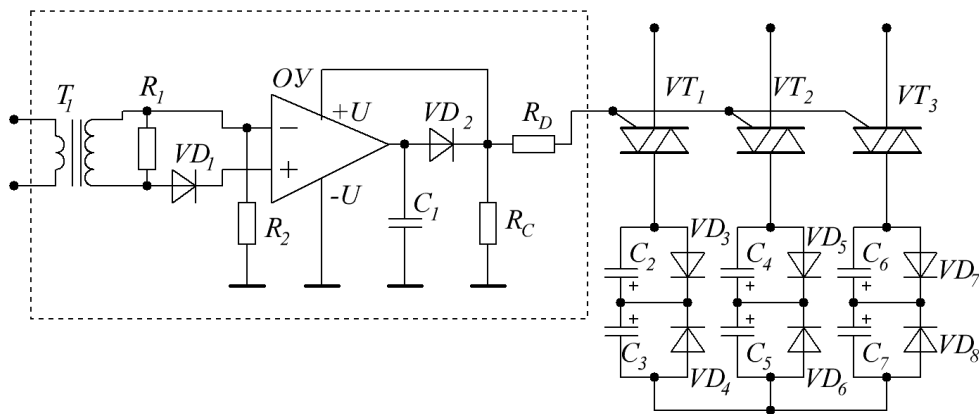 T1
R1
VD1
ОУ
+U
−
+
-U
R2
VD2
C1
RC
RD
VT1
VT2
VT3
C2
+
VD3
C4
+
VD5
C6
+
VD7
+
C3
VD4
+
C5
VD6
+
C7
VD8